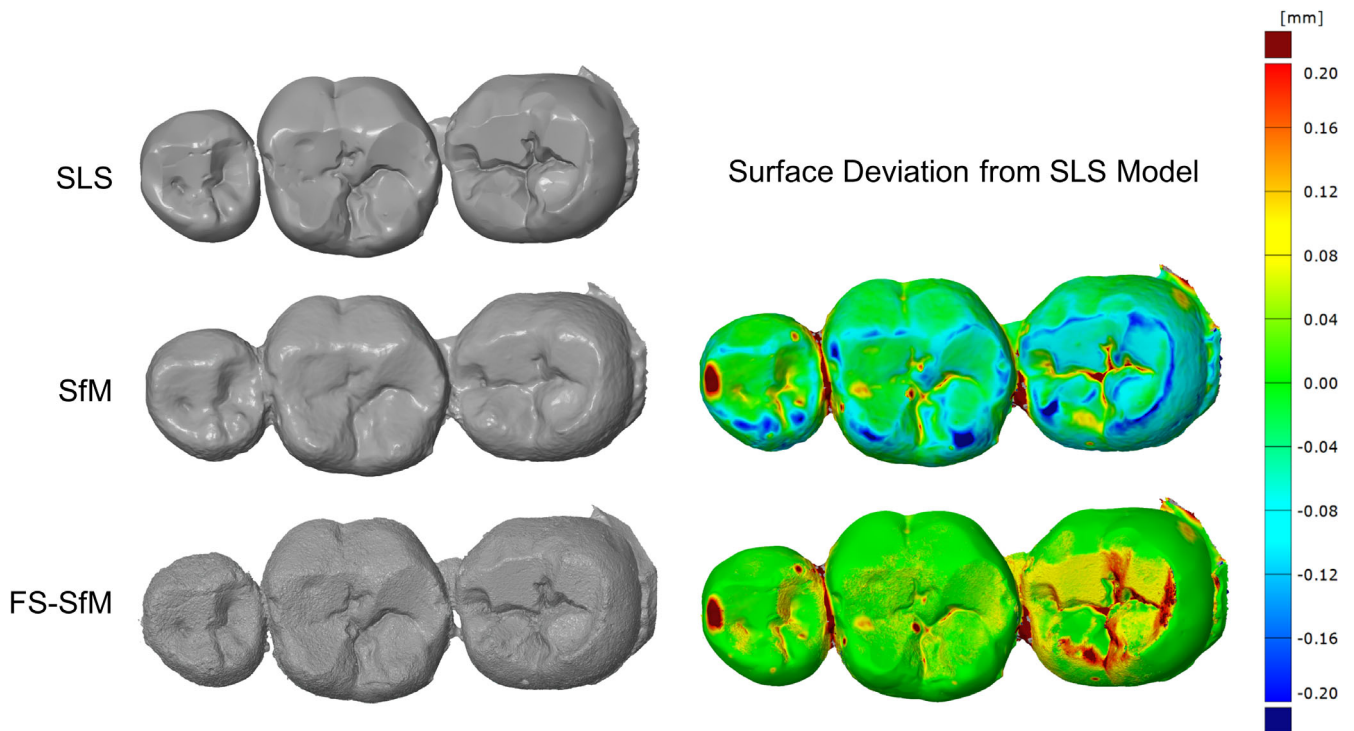 [mm]
0.20
0.16
SLS
Surface Deviation from SLS Model
0.12
0.08
0.04
0.00
SfM
-0.04
-0.08
-0.12
FS-SfM
-0.16
-0.20